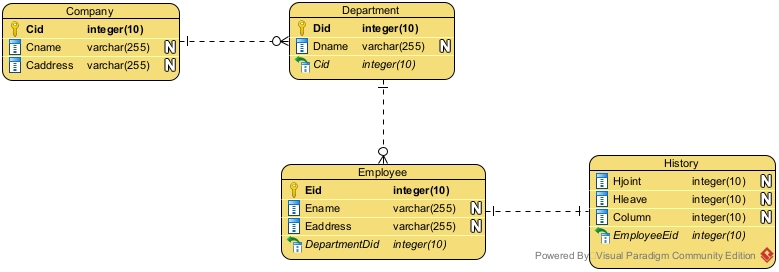 Company
Cid integer(10)
Cname varchar(255) N
Caddress varchar(255) N
Department
Did integer(10)
Dname varchar(255) N
Cid integer(10)
Employee
Eid integer(10)
Ename varchar(255) N
Eaddress varchar(255) N
DepartmentDid integer(10)
History
Hjoint integer(10) N
Hleave integer(10) N
Column integer(10) N
EmployeeEid integer(10)
Powered By Visual Paradigm Community Edition